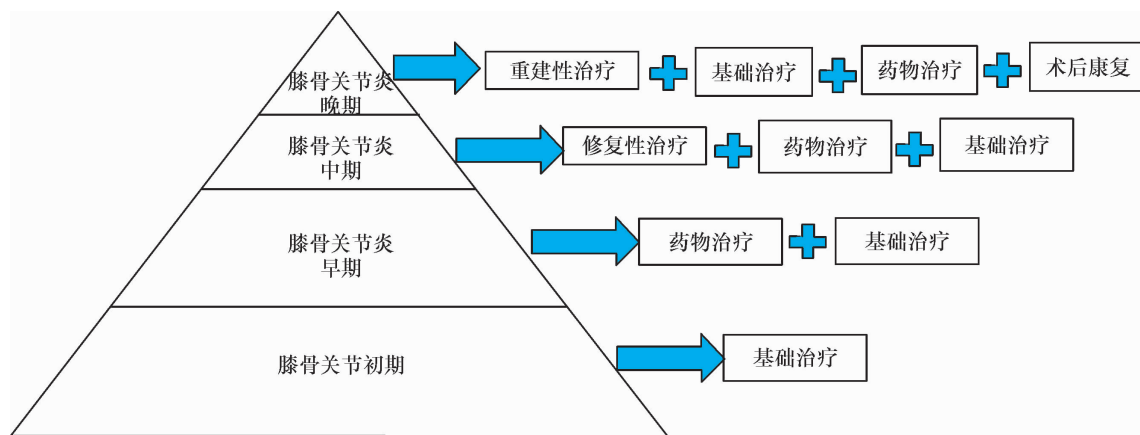 膝骨关节炎
晚期
重建性治疗
基础治疗
药物治疗
术后康复
膝骨关节炎
中期
修复性治疗
药物治疗
基础治疗
膝骨关节炎
早期
药物治疗
基础治疗
膝骨关节初期
基础治疗